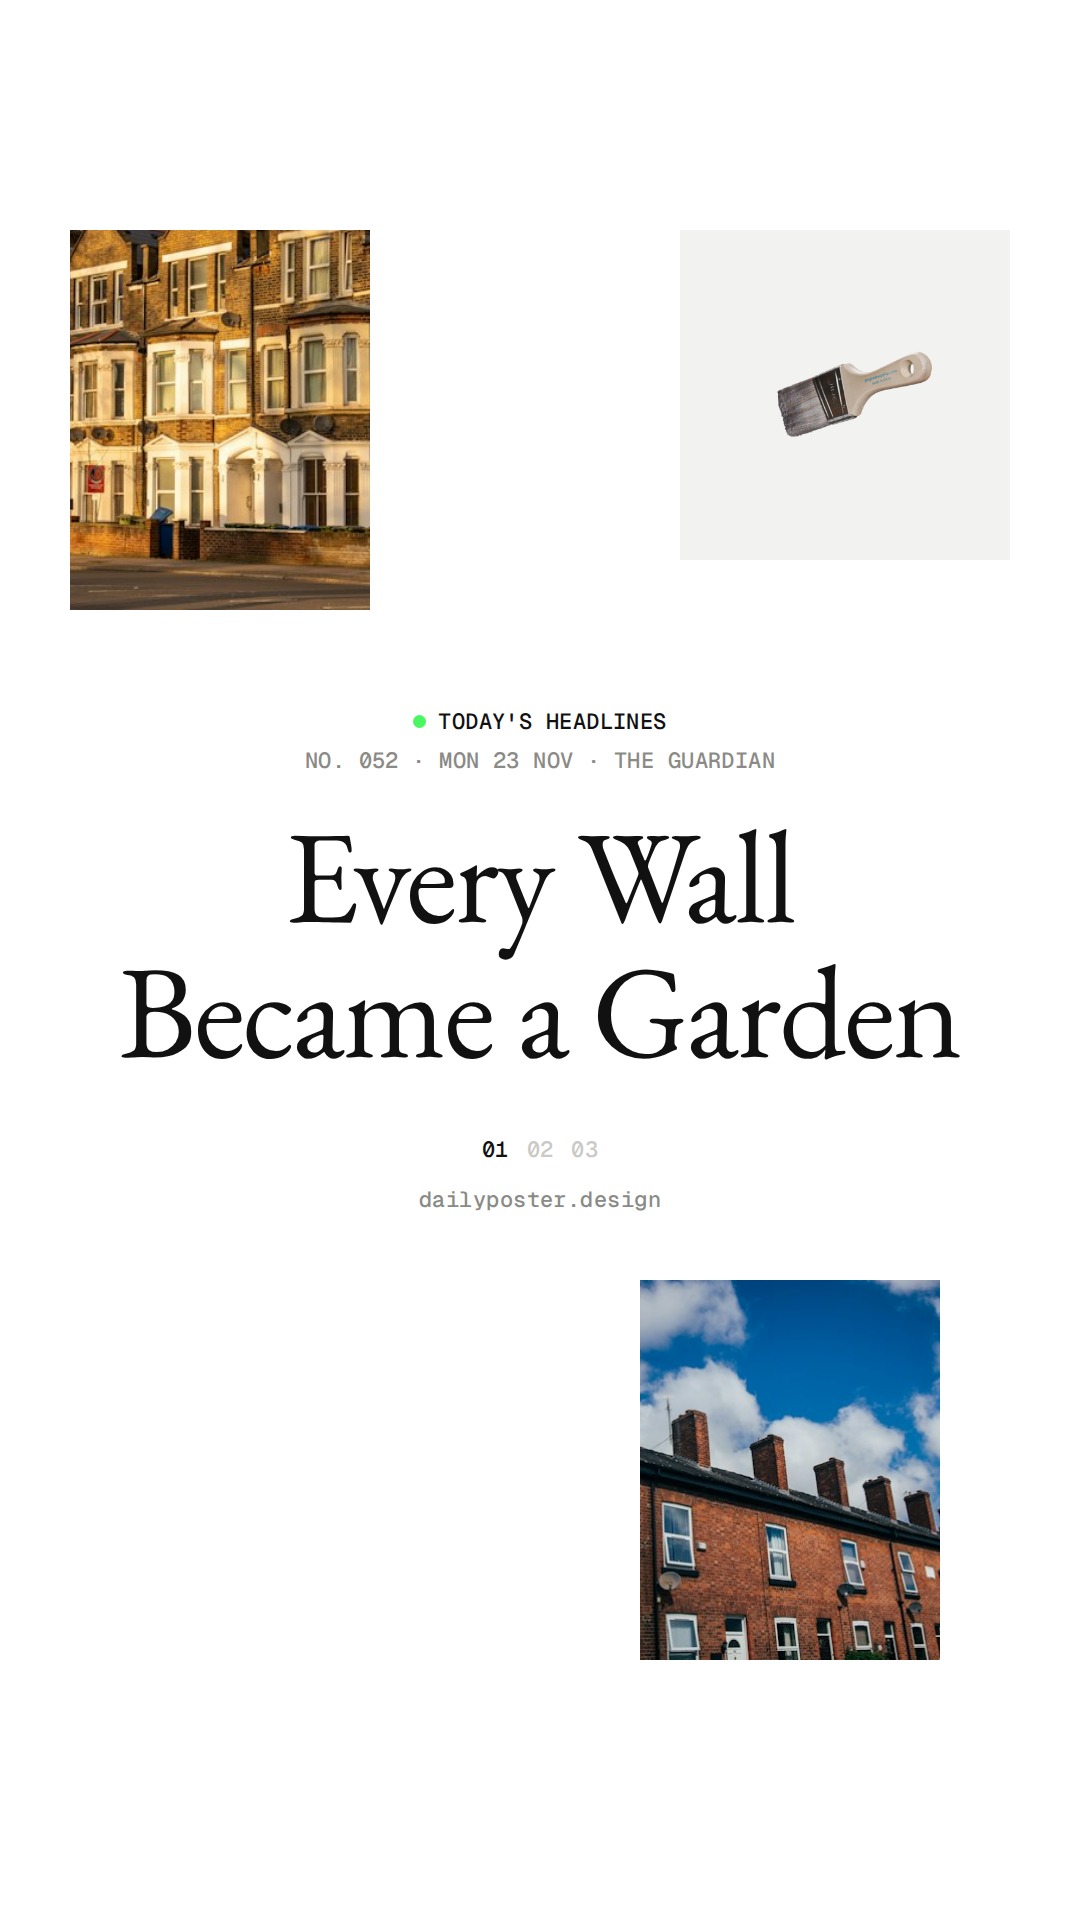 TODAY'S HEADLINES
NO. 052 · MON 23 NOV · THE GUARDIAN
Every Wall
Became a Garden
01 02 03
dailyposter.design